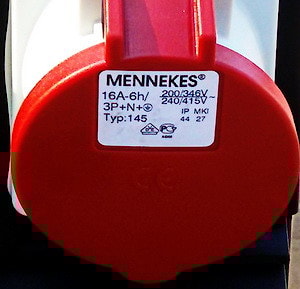 MENNEKES®
16A-6h/ 200/346V~
3P+N+⏚ 240/415V
Typ:145 IP MKI
44 27